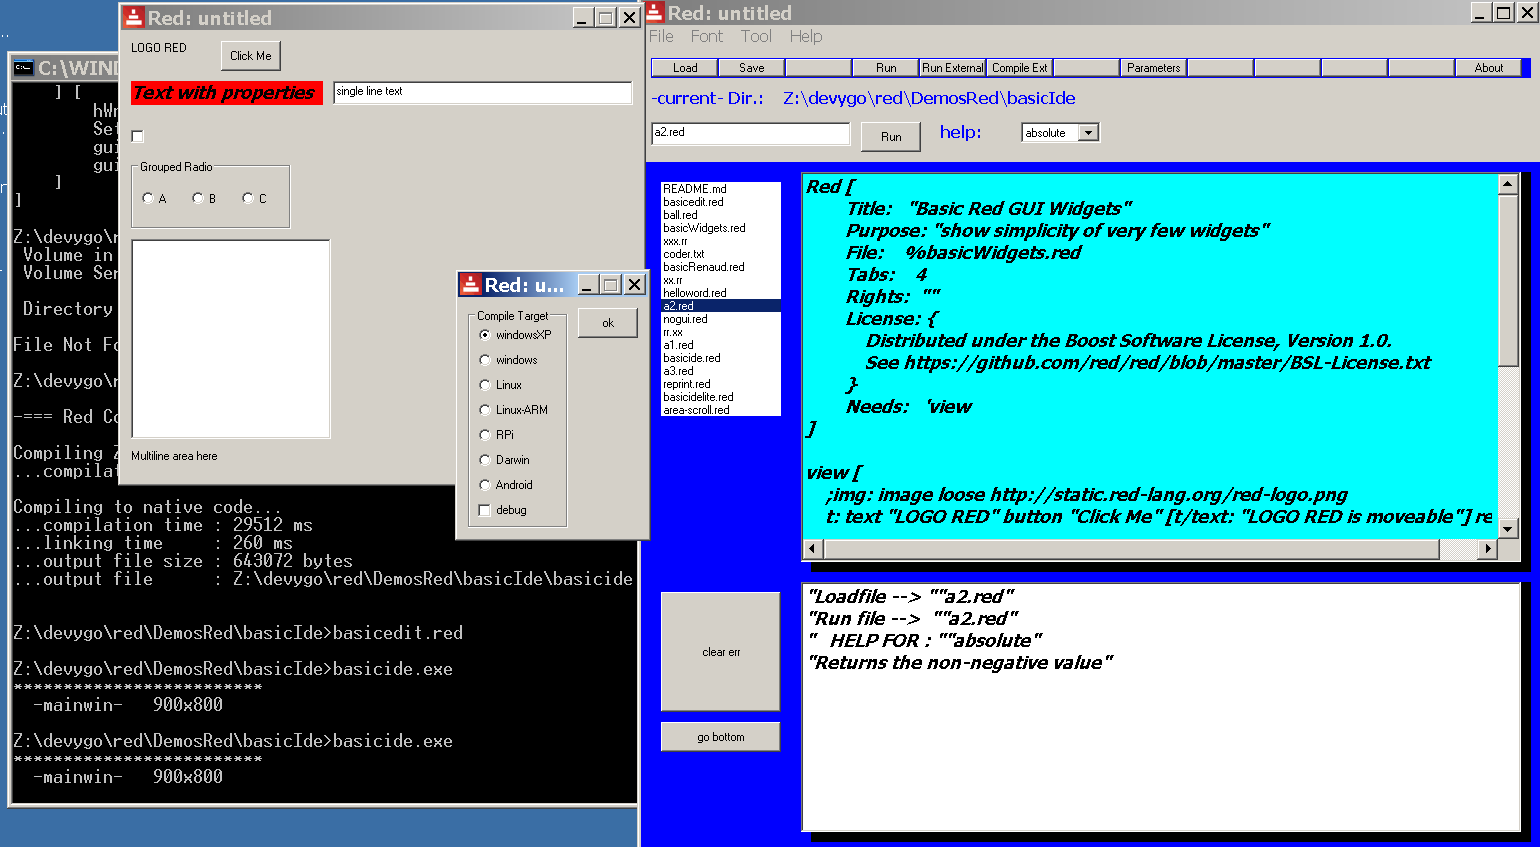 Red: untitled
LOGO RED
Click Me
Text with properties
single line text
Grouped Radio
A
B
C
Multiline area here
Red: u...
Compile Target
windowsXP
windows
Linux
Linux-ARM
RPi
Darwin
Android
debug
ok
C:\WIND
] [
Set
gui
gui
]
]
Z:\devygo\r
Volume in
Volume Ser
Directory
File Not Fo
Z:\devygo\r
-=== Red Co
Compiling Z
...compilat
Compiling to native code...
...compilation time : 29512 ms
...linking time     : 260 ms
...output file size : 643072 bytes
...output file      : Z:\devygo\red\DemosRed\basicIde\basicide
Z:\devygo\red\DemosRed\basicIde>basicedit.red
Z:\devygo\red\DemosRed\basicIde>basicide.exe
*************************
-mainwin-   900x800
Z:\devygo\red\DemosRed\basicIde>basicide.exe
*************************
-mainwin-   900x800
Red: untitled
File Font Tool Help
Load Save Run Run External Compile Ext Parameters About
-current- Dir.: Z:\devygo\red\DemosRed\basicIde
a2.red
Run
help:
absolute
README.md
basicedit.red
ball.red
basicWidgets.red
xxx.rr
coder.txt
basicRenaud.red
xx.rr
helloword.red
a2.red
nogui.red
rr.xx
a1.red
basicide.red
a3.red
reprint.red
basicidelite.red
area-scroll.red
Red [
Title: "Basic Red GUI Widgets"
Purpose: "show simplicity of very few widgets"
File: %basicWidgets.red
Tabs: 4
Rights: ""
License: {
Distributed under the Boost Software License, Version 1.0.
See https://github.com/red/red/blob/master/BSL-License.txt
}
Needs: 'view
]
view [
;img: image loose http://static.red-lang.org/red-logo.png
t: text "LOGO RED" button "Click Me" [t/text: "LOGO RED is moveable"] re
clear err
go bottom
"Loadfile --> ""a2.red"
"Run file --> ""a2.red"
" HELP FOR : ""absolute"
"Returns the non-negative value"